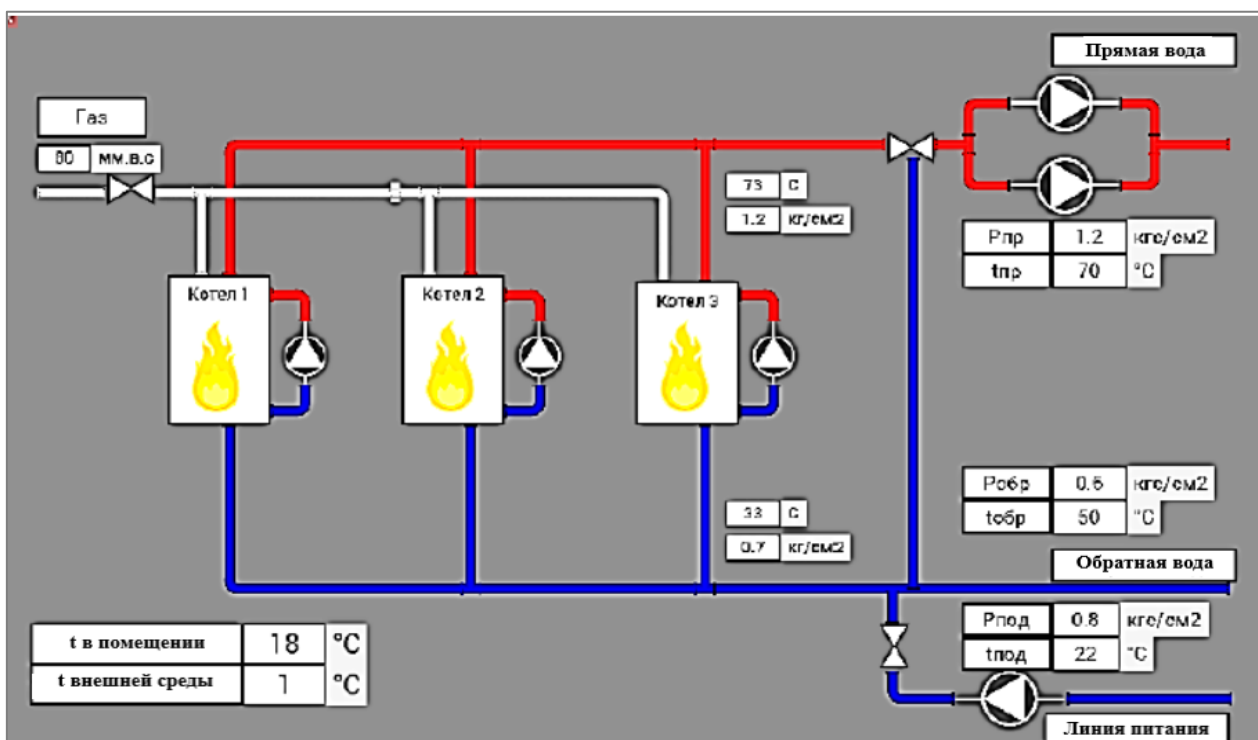 Прямая вода
Газ
80 мм.в.с
73 С
1.2 кг/см2
Рпр 1.2 кгс/см2
tпр 70 °С
Котел 1
Котел 2
Котел 3
Робр 0.6 кгс/см2
tобр 50 °С
33 С
0.7 кг/см2
Обратная вода
Рпод 0.8 кгс/см2
tпод 22 °С
t в помещении 18 °С
t внешней среды 1 °С
Линия питания